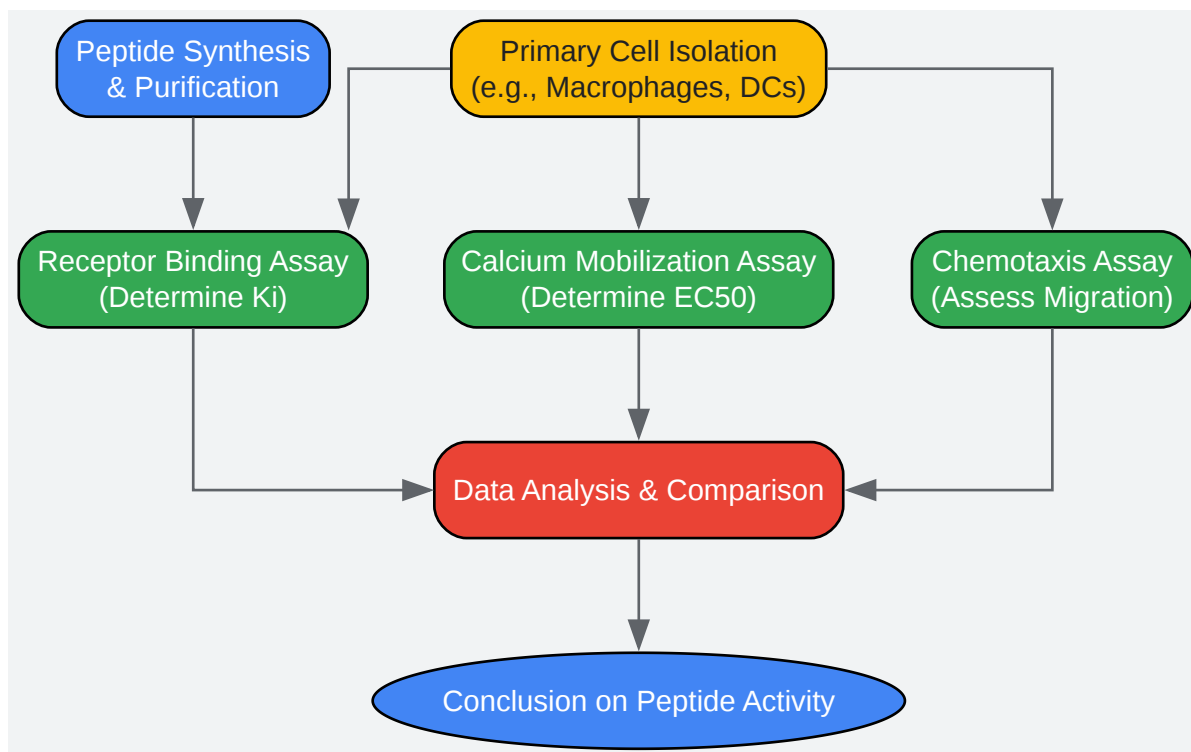 Peptide Synthesis
& Purification
Primary Cell Isolation
(e.g., Macrophages, DCs)
Receptor Binding Assay
(Determine Ki)
Calcium Mobilization Assay
(Determine EC50)
Chemotaxis Assay
(Assess Migration)
Data Analysis & Comparison
Conclusion on Peptide Activity